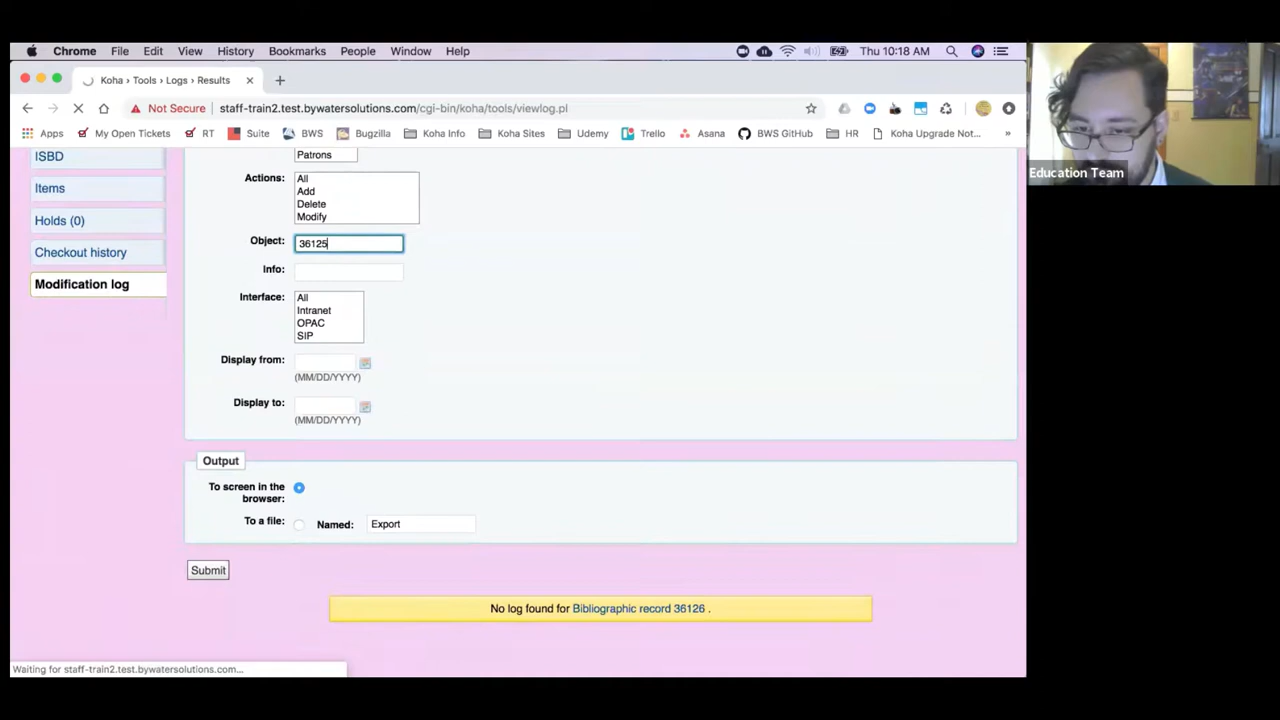 Chrome File Edit View History Bookmarks People Window Help Thu 10:18 AM
Koha › Tools › Logs › Results
Not Secure staff-train2.test.bywatersolutions.com/cgi-bin/koha/tools/viewlog.pl
Apps My Open Tickets RT Suite BWS Bugzilla Koha Info Koha Sites Udemy Trello Asana BWS GitHub HR Koha Upgrade Not... »
Education Team
ISBD
Items
Holds (0)
Checkout history
Modification log
Patrons
Actions:
All
Add
Delete
Modify
Object: 36125
Info:
Interface:
All
Intranet
OPAC
SIP
Display from:
(MM/DD/YYYY)
Display to:
(MM/DD/YYYY)
Output
To screen in the
browser:
To a file: Named: Export
Submit
No log found for Bibliographic record 36126 .
Waiting for staff-train2.test.bywatersolutions.com...